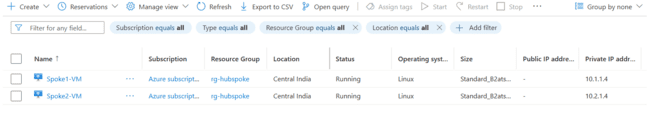 Create Reservations Manage view Refresh Export to CSV Open query Assign tags Start Restart Stop Group by none
Filter for any field... Subscription equals all Type equals all Resource Group equals all Location equals all Add filter
Name ↑ Subscription Resource Group Location Status Operating syst... Size Public IP addre... Private IP addr...
Spoke1-VM ... Azure subscript... rg-hubspoke Central India Running Linux Standard_B2ats... - 10.1.1.4
Spoke2-VM ... Azure subscript... rg-hubspoke Central India Running Linux Standard_B2ats... - 10.2.1.4